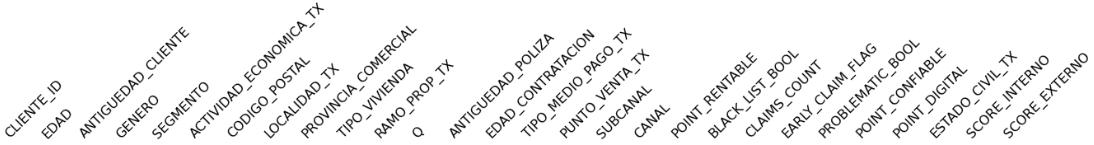 CLIENTE_ID
EDAD
ANTIGUEDAD_CLIENTE
GENERO
SEGMENTO
ACTIVIDAD_ECONOMICA_TX
CODIGO_POSTAL
LOCALIDAD_TX
PROVINCIA_COMERCIAL
TIPO_VIVIENDA
RAMO_PROP_TX
Q
ANTIGUEDAD_POLIZA
EDAD_CONTRATACION
TIPO_MEDIO_PAGO_TX
PUNTO_VENTA_TX
SUBCANAL
CANAL
POINT_RENTABLE
BLACK_LIST_BOOL
CLAIMS_COUNT
EARLY_CLAIM_FLAG
PROBLEMATIC_BOOL
POINT_CONFIABLE
POINT_DIGITAL
ESTADO_CIVIL_TX
SCORE_INTERNO
SCORE_EXTERNO